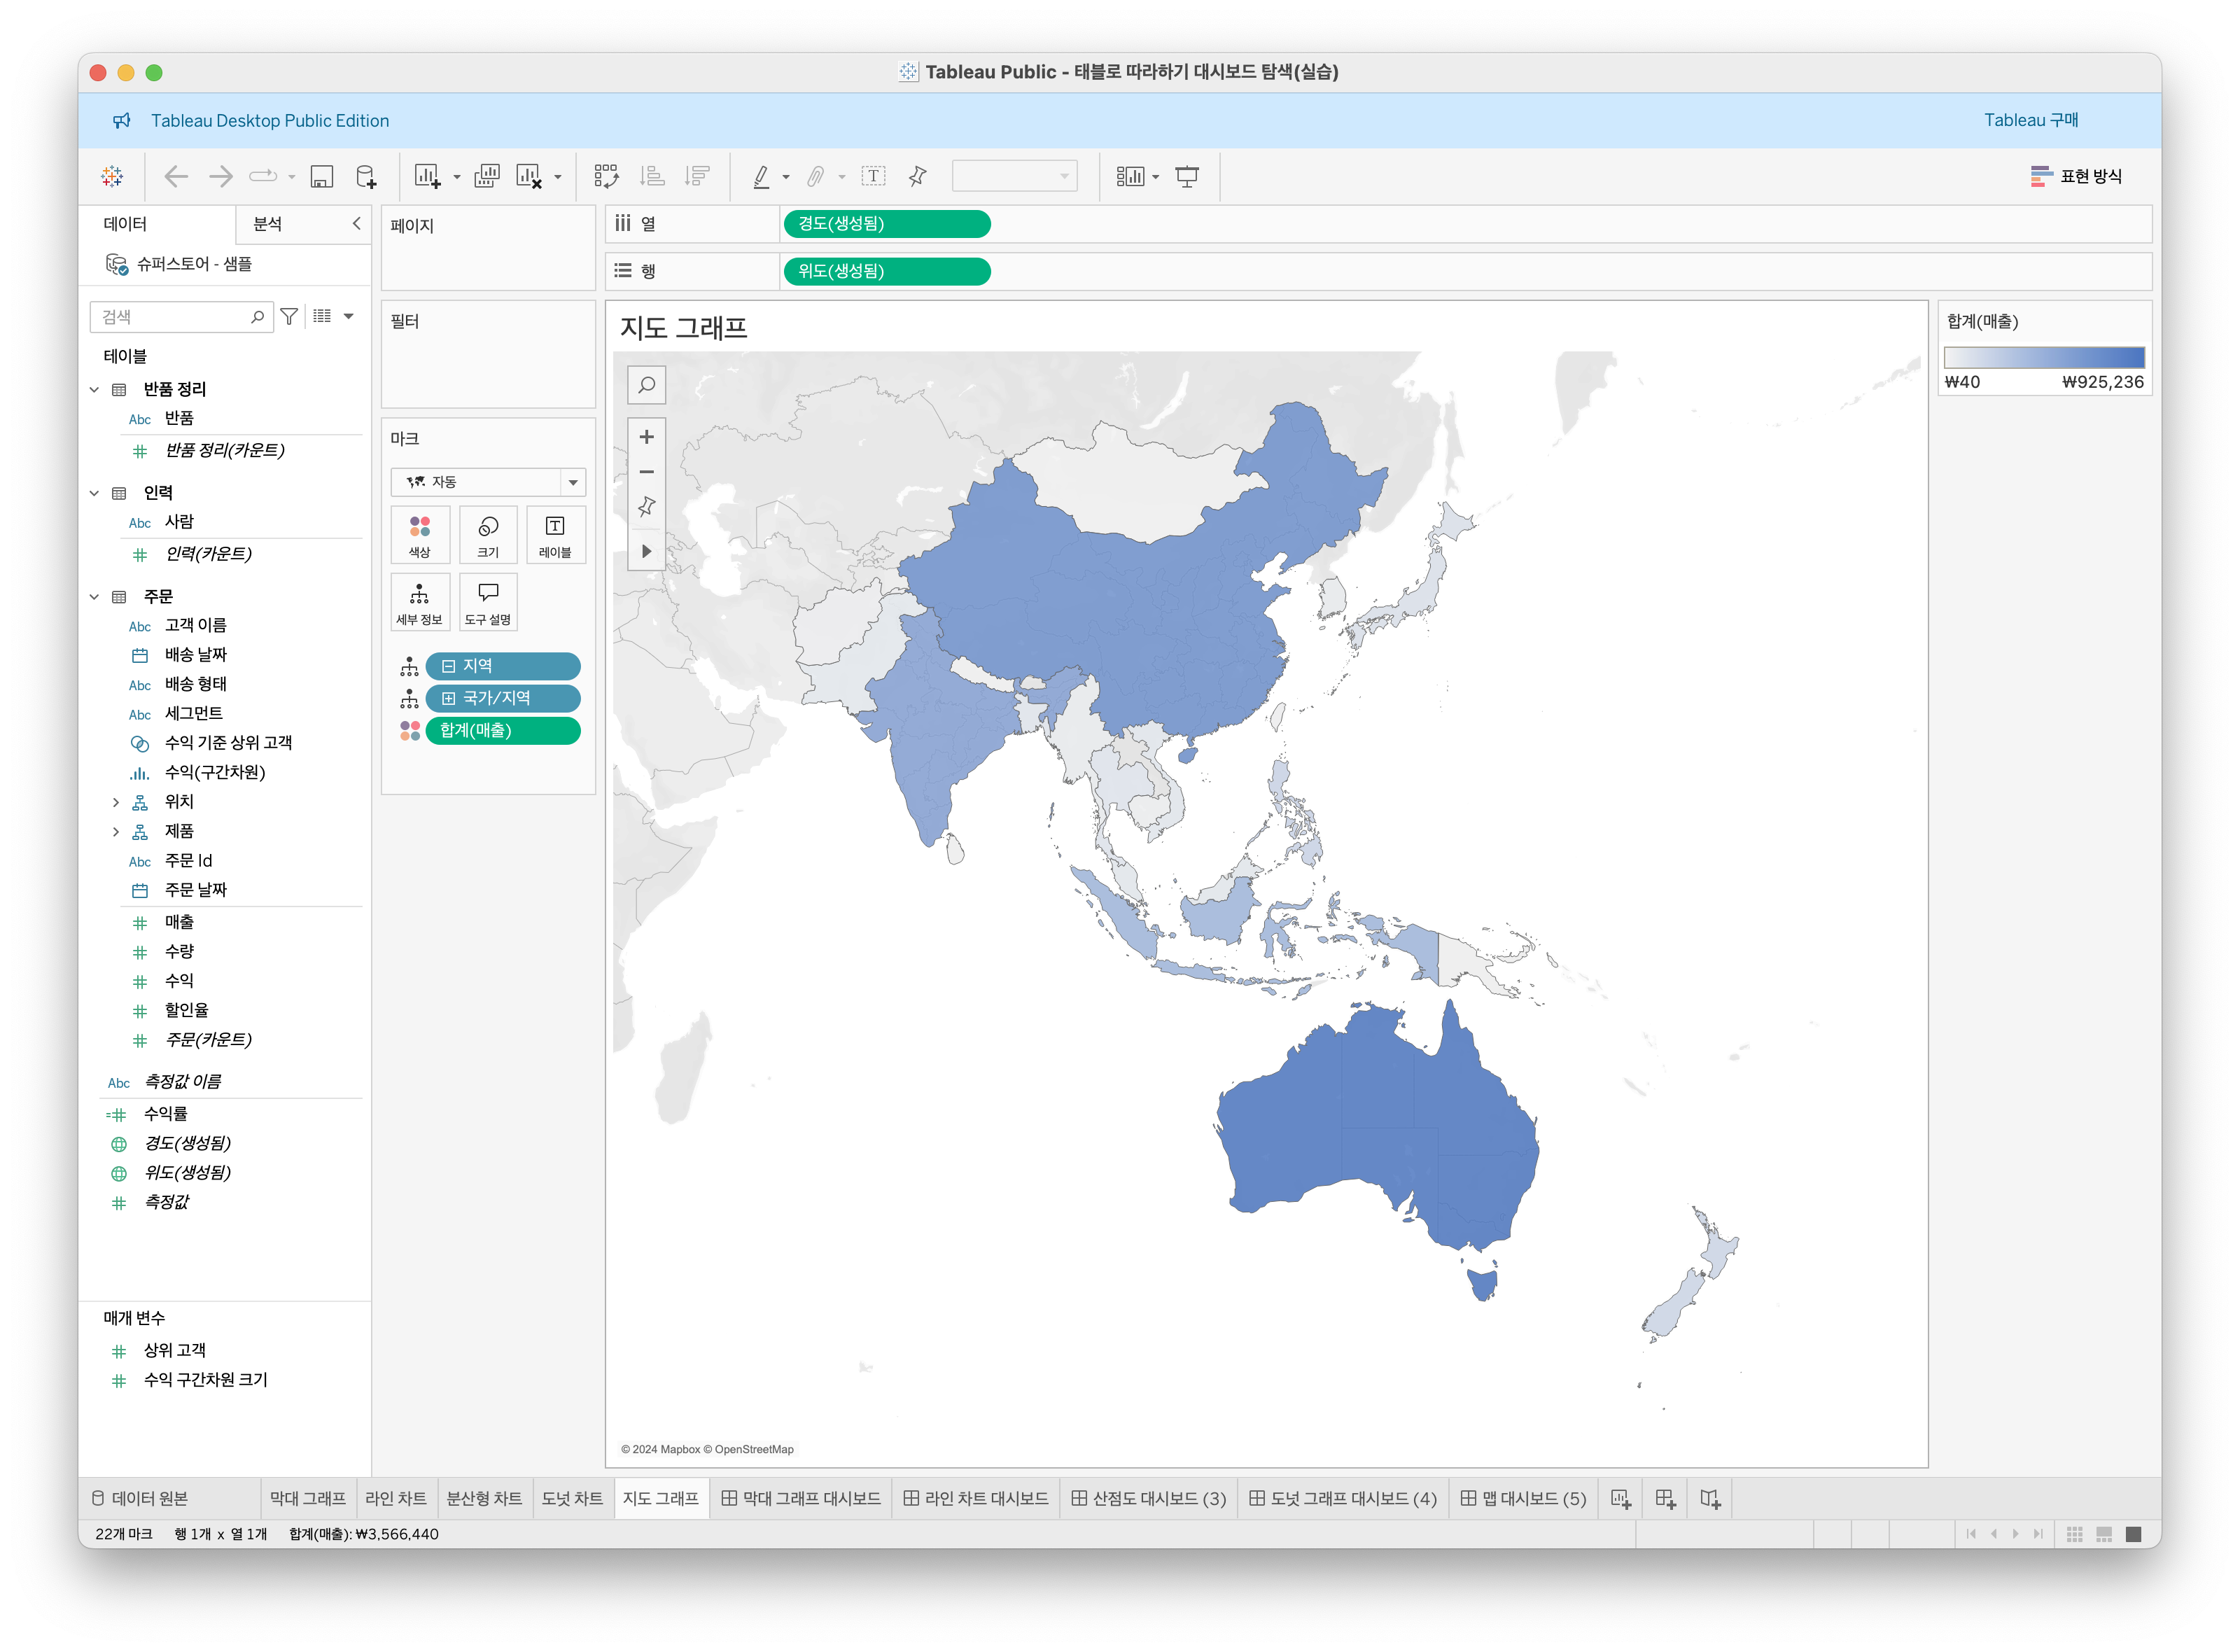 Tableau Public - 태블로 따라하기 대시보드 탐색(실습)
Tableau Desktop Public Edition
Tableau 구매
표현 방식
데이터
분석
슈퍼스토어 - 샘플
검색
테이블
반품 정리
Abc 반품
반품 정리(카운트)
인력
Abc 사람
인력(카운트)
주문
Abc 고객 이름
배송 날짜
Abc 배송 형태
Abc 세그먼트
수익 기준 상위 고객
수익(구간차원)
위치
제품
Abc 주문 Id
주문 날짜
매출
수량
수익
할인율
주문(카운트)
Abc 측정값 이름
수익률
경도(생성됨)
위도(생성됨)
측정값
매개 변수
상위 고객
수익 구간차원 크기
페이지
필터
마크
자동
색상
크기
레이블
세부 정보
도구 설명
지역
국가/지역
합계(매출)
열
경도(생성됨)
행
위도(생성됨)
지도 그래프
© 2024 Mapbox © OpenStreetMap
합계(매출)
₩40
₩925,236
데이터 원본
막대 그래프
라인 차트
분산형 차트
도넛 차트
지도 그래프
막대 그래프 대시보드
라인 차트 대시보드
산점도 대시보드 (3)
도넛 그래프 대시보드 (4)
맵 대시보드 (5)
22개 마크
행 1개 x 열 1개
합계(매출): ₩3,566,440